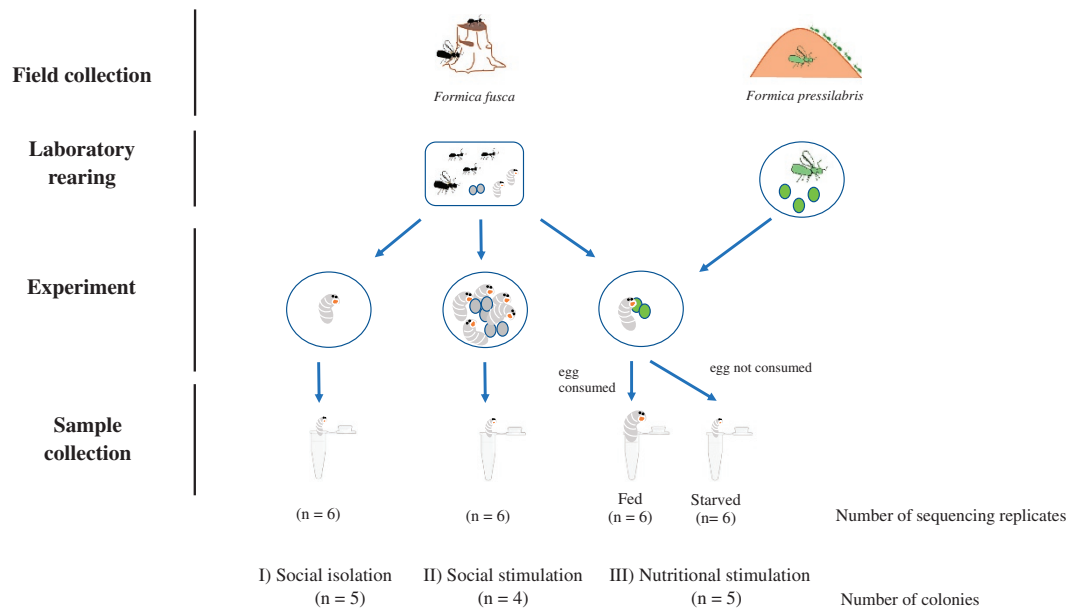 Field collection
Formica fusca
Formica pressilabris
Laboratory
rearing
Experiment
egg
consumed
egg not consumed
Sample
collection
Fed
Starved
(n = 6)
(n = 6)
(n = 6)
(n= 6)
Number of sequencing replicates
I) Social isolation
II) Social stimulation
III) Nutritional stimulation
(n = 5)
(n = 4)
(n = 5)
Number of colonies